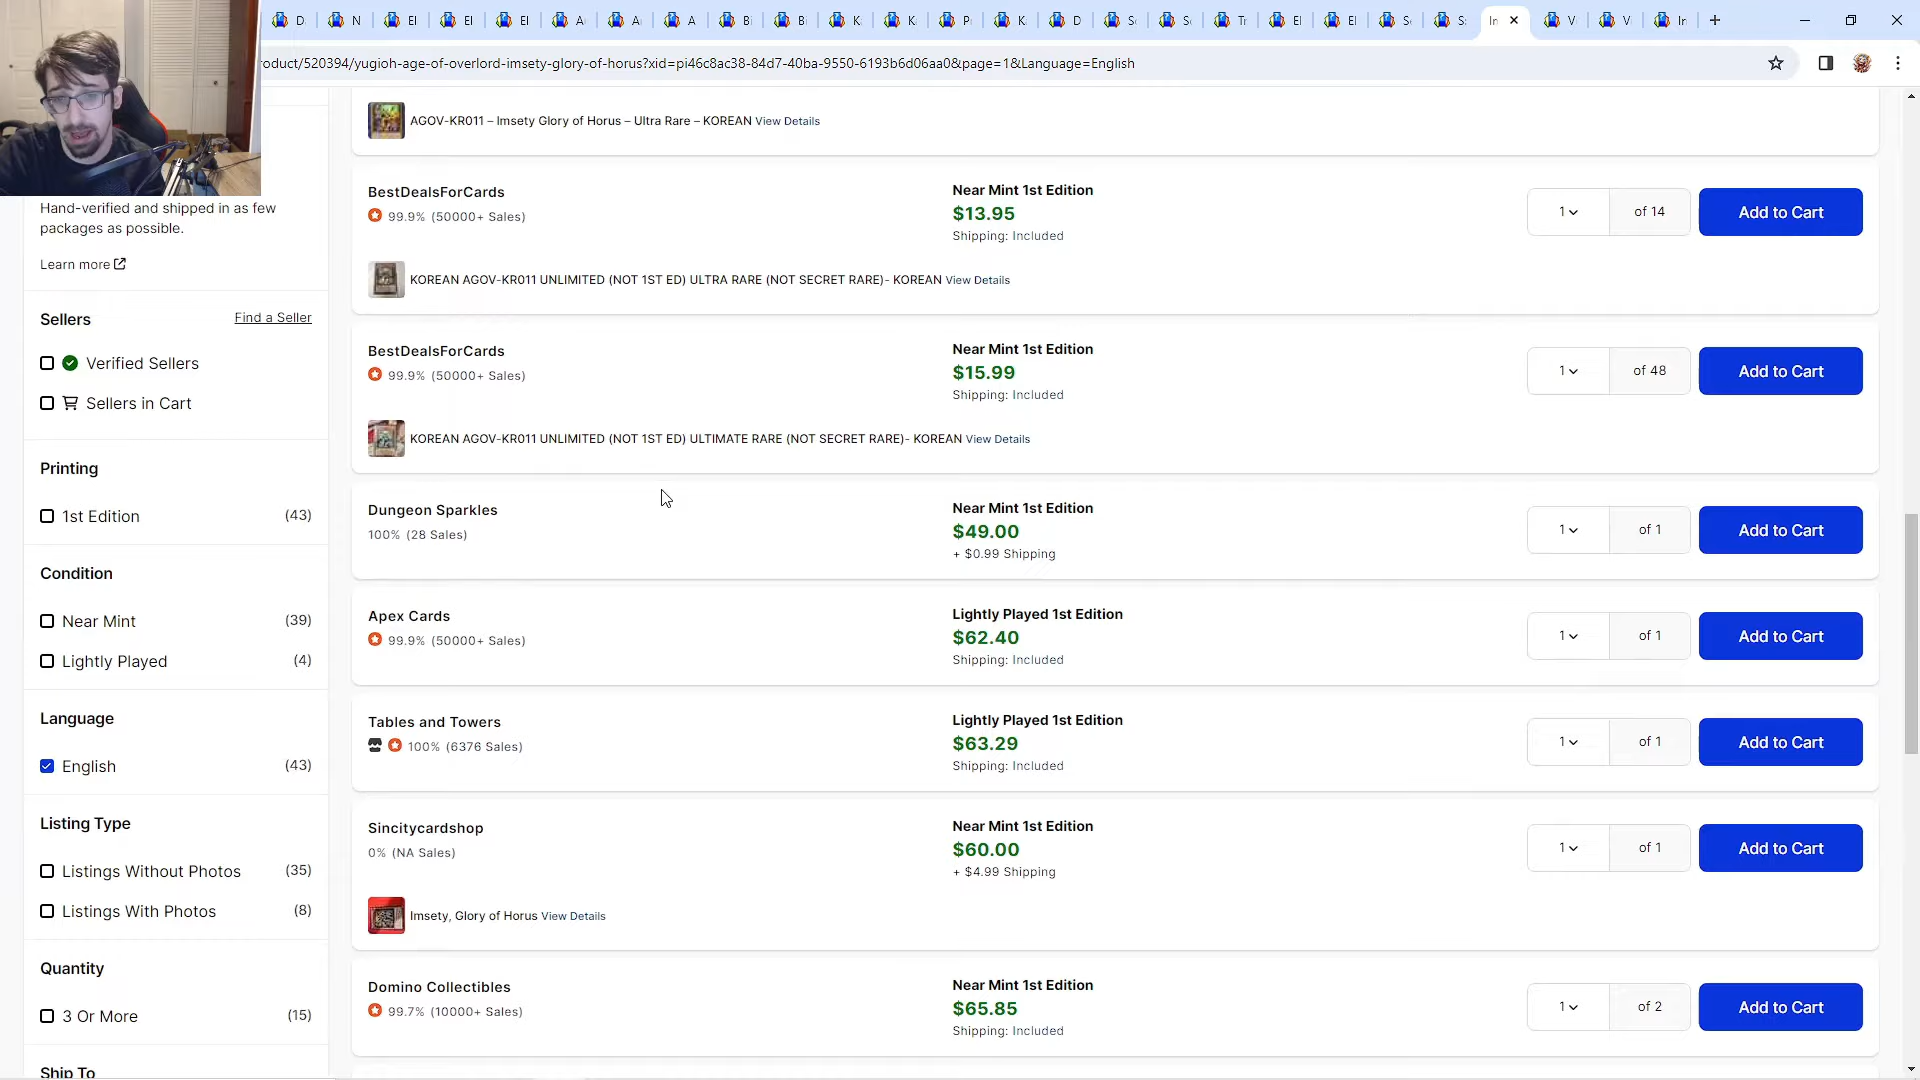 D
N
El
El
El
A
A
A
Bi
Bi
K
K
P
K
D
S
S
Tr
El
El
S
S
In
V
V
In
oduct/520394/yugioh-age-of-overlord-imsety-glory-of-horus?xid=pi46c8ac38-84d7-40ba-9550-6193b6d06aa0&page=1&Language=English
Hand-verified and shipped in as few
packages as possible.
Learn more
Sellers Find a Seller
Verified Sellers
Sellers in Cart
Printing
1st Edition (43)
Condition
Near Mint (39)
Lightly Played (4)
Language
English (43)
Listing Type
Listings Without Photos (35)
Listings With Photos (8)
Quantity
3 Or More (15)
Ship To
AGOV-KR011 – Imsety Glory of Horus – Ultra Rare – KOREAN View Details
BestDealsForCards
99.9% (50000+ Sales)
Near Mint 1st Edition
$13.95
Shipping: Included
1 of 14 Add to Cart
KOREAN AGOV-KR011 UNLIMITED (NOT 1ST ED) ULTRA RARE (NOT SECRET RARE)- KOREAN View Details
BestDealsForCards
99.9% (50000+ Sales)
Near Mint 1st Edition
$15.99
Shipping: Included
1 of 48 Add to Cart
KOREAN AGOV-KR011 UNLIMITED (NOT 1ST ED) ULTIMATE RARE (NOT SECRET RARE)- KOREAN View Details
Dungeon Sparkles
100% (28 Sales)
Near Mint 1st Edition
$49.00
+ $0.99 Shipping
1 of 1 Add to Cart
Apex Cards
99.9% (50000+ Sales)
Lightly Played 1st Edition
$62.40
Shipping: Included
1 of 1 Add to Cart
Tables and Towers
100% (6376 Sales)
Lightly Played 1st Edition
$63.29
Shipping: Included
1 of 1 Add to Cart
Sincitycardshop
0% (NA Sales)
Near Mint 1st Edition
$60.00
+ $4.99 Shipping
1 of 1 Add to Cart
Imsety, Glory of Horus View Details
Domino Collectibles
99.7% (10000+ Sales)
Near Mint 1st Edition
$65.85
Shipping: Included
1 of 2 Add to Cart